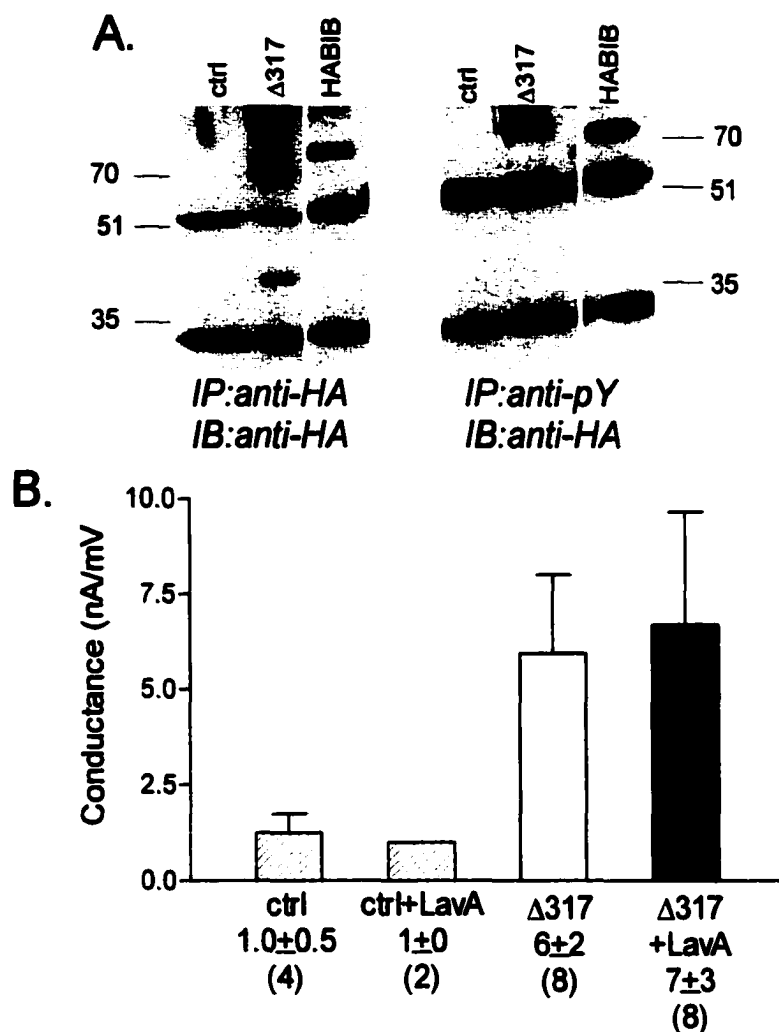 A.
ctrl Δ317 HABIB
ctrl Δ317 HABIB
70
51
35
70
51
35
IP:anti-HA
IB:anti-HA
IP:anti-pY
IB:anti-HA
B.
Conductance (nA/mV)
10.0
7.5
5.0
2.5
0.0
ctrl
1.0±0.5
(4)
ctrl+LavA
1±0
(2)
Δ317
6±2
(8)
Δ317
+LavA
7±3
(8)